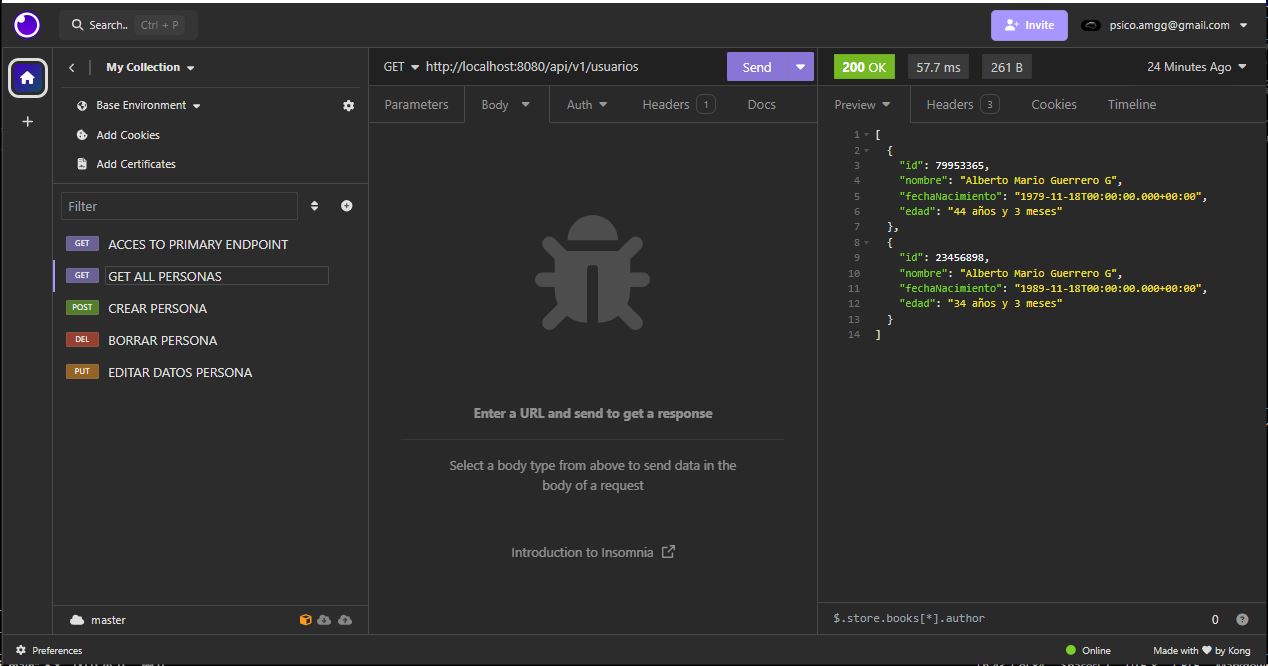 Search.. Ctrl + P
Invite
psico.amgg@gmail.com
My Collection
Base Environment
Add Cookies
Add Certificates
Filter
GET ACCES TO PRIMARY ENDPOINT
GET GET ALL PERSONAS
POST CREAR PERSONA
DEL BORRAR PERSONA
PUT EDITAR DATOS PERSONA
master
GET http://localhost:8080/api/v1/usuarios
Send
Parameters Body Auth Headers 1 Docs
Enter a URL and send to get a response
Select a body type from above to send data in the
body of a request
Introduction to Insomnia
200 OK 57.7 ms 261 B 24 Minutes Ago
Preview Headers 3 Cookies Timeline
1 [
2 {
3 "id": 79953365,
4 "nombre": "Alberto Mario Guerrero G",
5 "fechaNacimiento": "1979-11-18T00:00:00.000+00:00",
6 "edad": "44 años y 3 meses"
7 },
8 {
9 "id": 23456898,
10 "nombre": "Alberto Mario Guerrero G",
11 "fechaNacimiento": "1989-11-18T00:00:00.000+00:00",
12 "edad": "34 años y 3 meses"
13 }
14 ]
$.store.books[*].author 0 ?
Preferences
Online
Made with ♥ by Kong